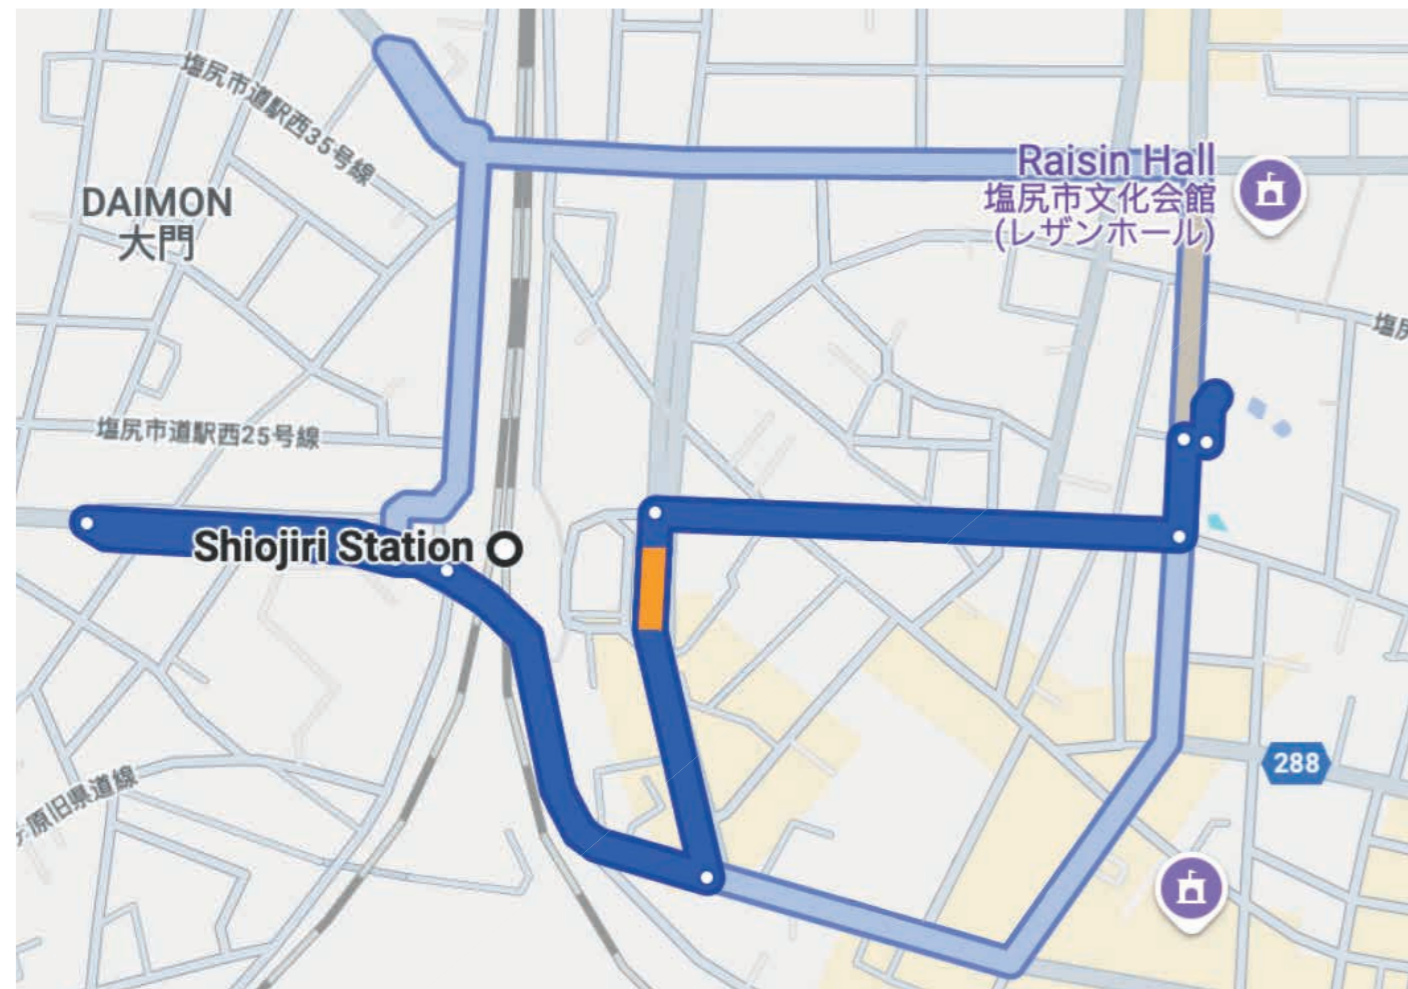 塩尻市道駅西35号線
Raisin Hall
塩尻市文化会館
(レザンホール)
DAIMON
大門
塩尻
塩尻市道駅西25号線
Shiojiri Station
288
原旧県道線